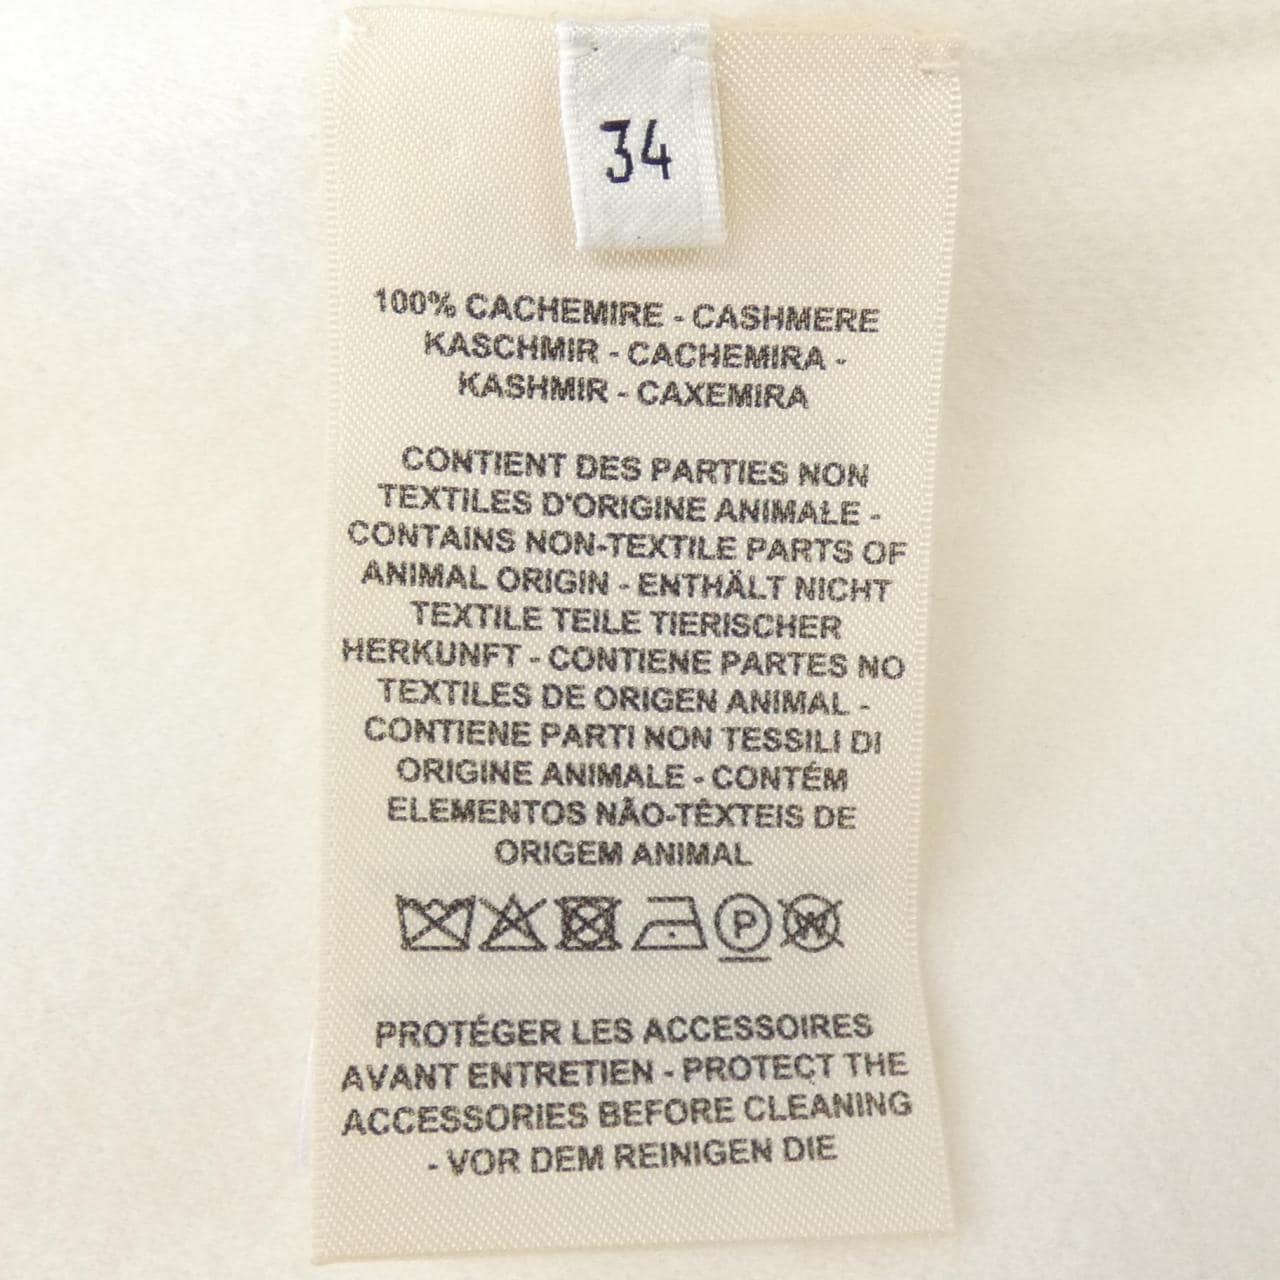 34
100% CACHEMIRE - CASHMERE
KASCHMIR - CACHEMIRA -
KASHMIR - CAXEMIRA
CONTIENT DES PARTIES NON
TEXTILES D'ORIGINE ANIMALE -
CONTAINS NON-TEXTILE PARTS OF
ANIMAL ORIGIN - ENTHÄLT NICHT
TEXTILE TEILE TIERISCHER
HERKUNFT - CONTIENE PARTES NO
TEXTILES DE ORIGEN ANIMAL -
CONTIENE PARTI NON TESSILI DI
ORIGINE ANIMALE - CONTÉM
ELEMENTOS NÃO-TÊXTEIS DE
ORIGEM ANIMAL
P W
PROTÉGER LES ACCESSOIRES
AVANT ENTRETIEN - PROTECT THE
ACCESSORIES BEFORE CLEANING
- VOR DEM REINIGEN DIE